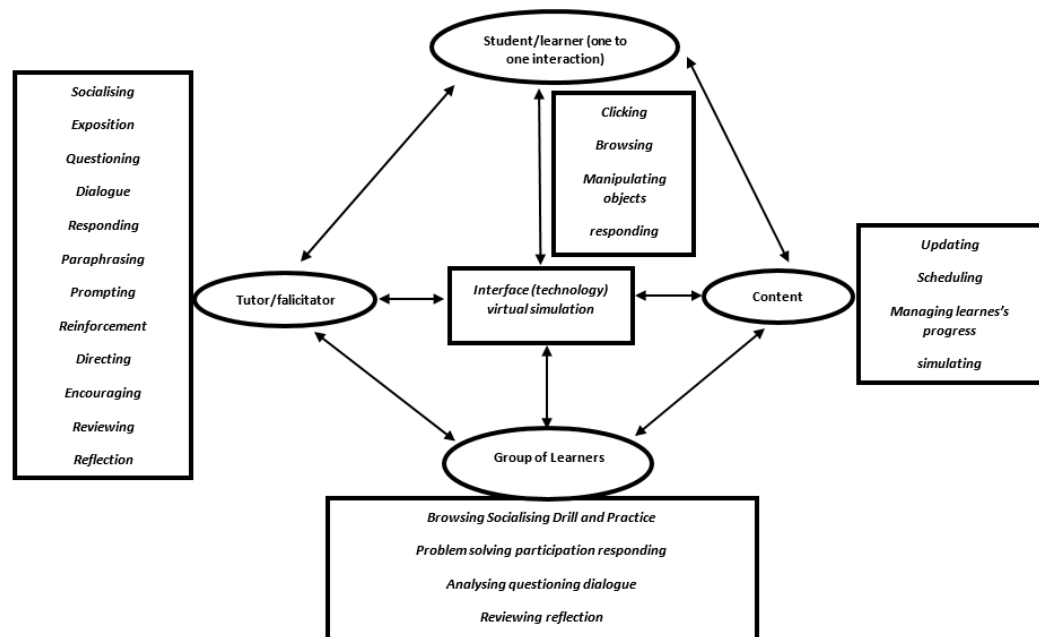 Student/learner (one to
one interaction)
Socialising
Exposition
Questioning
Dialogue
Responding
Paraphrasing
Prompting
Reinforcement
Directing
Encouraging
Reviewing
Reflection
Clicking
Browsing
Manipulating
objects
responding
Tutor/falicitator
Interface (technology)
virtual simulation
Content
Updating
Scheduling
Managing learnes's
progress
simulating
Group of Learners
Browsing Socialising Drill and Practice
Problem solving participation responding
Analysing questioning dialogue
Reviewing reflection